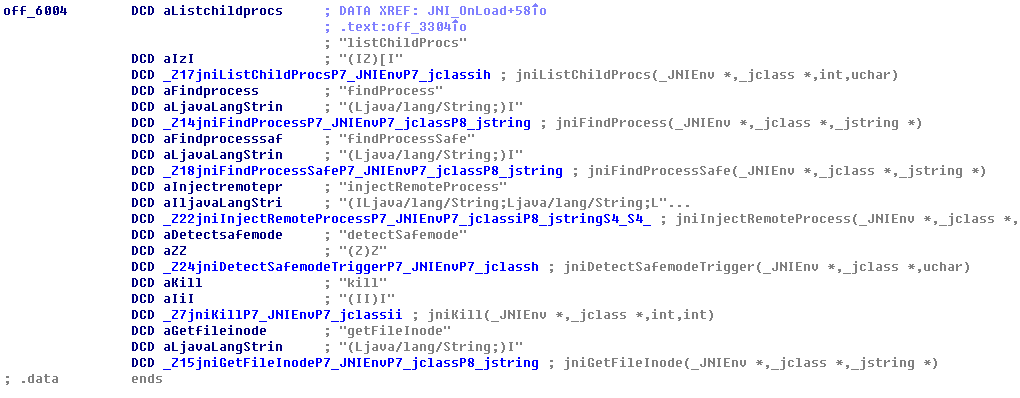 off_6004 DCD aListchildprocs ; DATA XREF: JNI_OnLoad+58↑o
; .text:off_3304↑o
; "listChildProcs"
DCD aIzI ; "(IZ)[I"
DCD _Z17jniListChildProcsP7_JNIEnvP7_jclassih ; jniListChildProcs(_JNIEnv *,_jclass *,int,uchar)
DCD aFindprocess ; "findProcess"
DCD aLjavaLangStrin ; "(Ljava/lang/String;)I"
DCD _Z14jniFindProcessP7_JNIEnvP7_jclassP8_jstring ; jniFindProcess(_JNIEnv *,_jclass *,_jstring *)
DCD aFindprocesssaf ; "findProcessSafe"
DCD aLjavaLangStrin ; "(Ljava/lang/String;)I"
DCD _Z18jniFindProcessSafeP7_JNIEnvP7_jclassP8_jstring ; jniFindProcessSafe(_JNIEnv *,_jclass *,_jstring *)
DCD aInjectremotepr ; "injectRemoteProcess"
DCD aIljavaLangStri ; "(ILjava/lang/String;Ljava/lang/String;L"...
DCD _Z22jniInjectRemoteProcessP7_JNIEnvP7_jclassiP8_jstringS4_S4_ ; jniInjectRemoteProcess(_JNIEnv *,_jclass *,
DCD aDetectsafemode ; "detectSafemode"
DCD aZZ ; "(Z)Z"
DCD _Z24jniDetectSafemodeTriggerP7_JNIEnvP7_jclassh ; jniDetectSafemodeTrigger(_JNIEnv *,_jclass *,uchar)
DCD aKill ; "kill"
DCD aIiI ; "(II)I"
DCD _Z7jniKillP7_JNIEnvP7_jclassii ; jniKill(_JNIEnv *,_jclass *,int,int)
DCD aGetfileinode ; "getFileInode"
DCD aLjavaLangStrin ; "(Ljava/lang/String;)I"
DCD _Z15jniGetFileInodeP7_JNIEnvP7_jclassP8_jstring ; jniGetFileInode(_JNIEnv *,_jclass *,_jstring *)
; .data ends